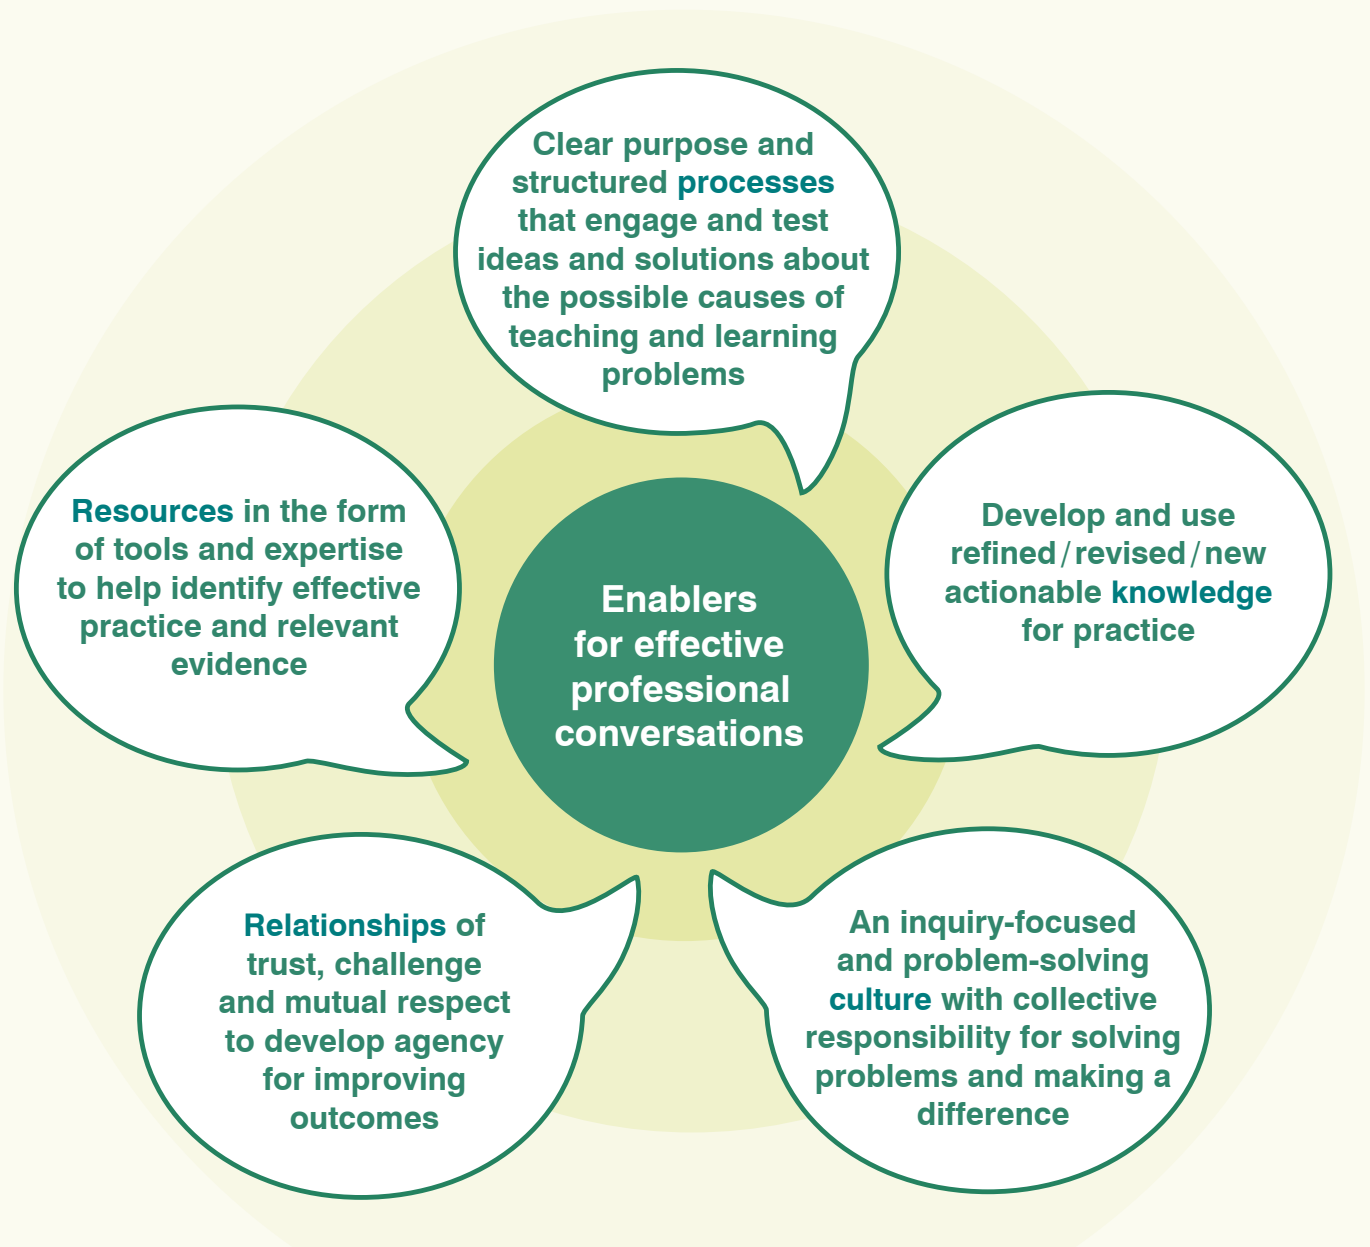 Clear purpose and
structured processes
that engage and test
ideas and solutions about
the possible causes of
teaching and learning
problems
Resources in the form
of tools and expertise
to help identify effective
practice and relevant
evidence
Enablers
for effective
professional
conversations
Develop and use
refined/revised/new
actionable knowledge
for practice
Relationships of
trust, challenge
and mutual respect
to develop agency
for improving
outcomes
An inquiry-focused
and problem-solving
culture with collective
responsibility for solving
problems and making a
difference